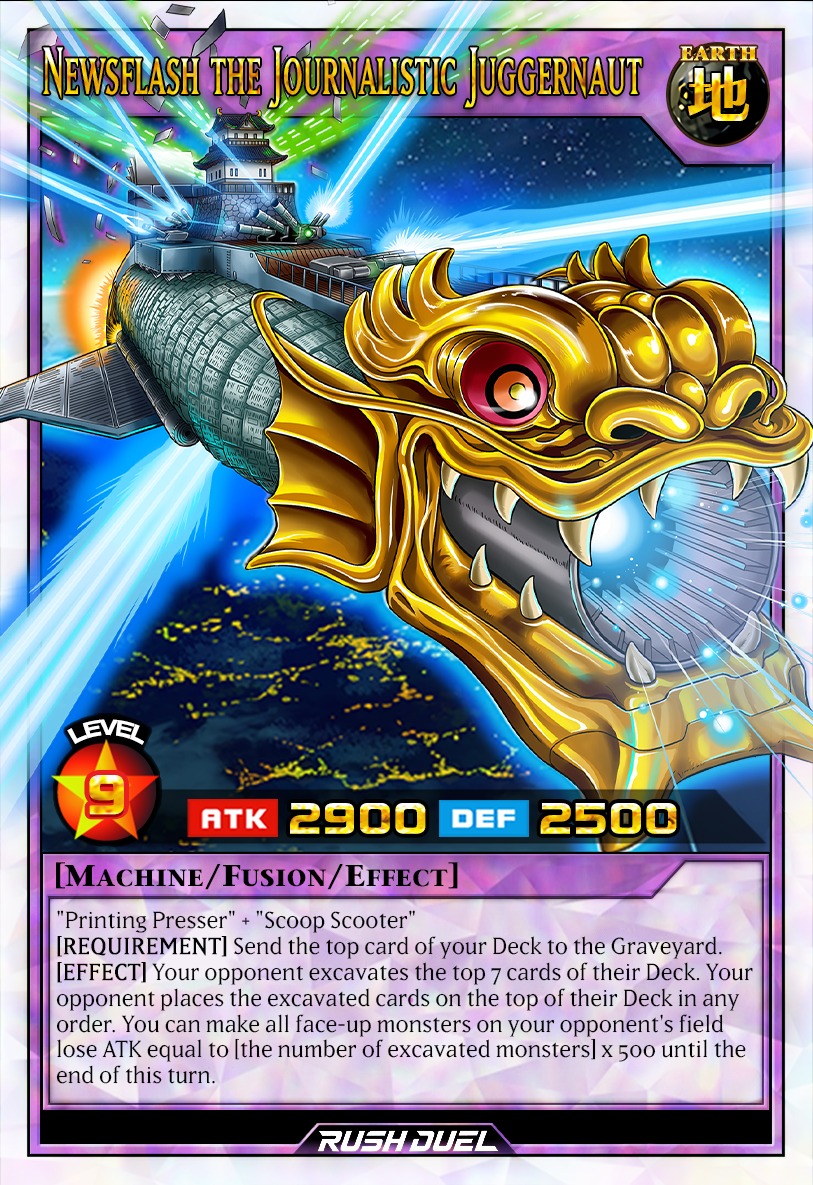 Newsflash the Journalistic Juggernaut
EARTH
地
LEVEL
9
ATK 2900 DEF 2500
[Machine/Fusion/Effect]
"Printing Presser" + "Scoop Scooter"
[REQUIREMENT] Send the top card of your Deck to the Graveyard.
[EFFECT] Your opponent excavates the top 7 cards of their Deck. Your
opponent places the excavated cards on the top of their Deck in any
order. You can make all face-up monsters on your opponent's field
lose ATK equal to [the number of excavated monsters] x 500 until the
end of this turn.
RUSH DUEL